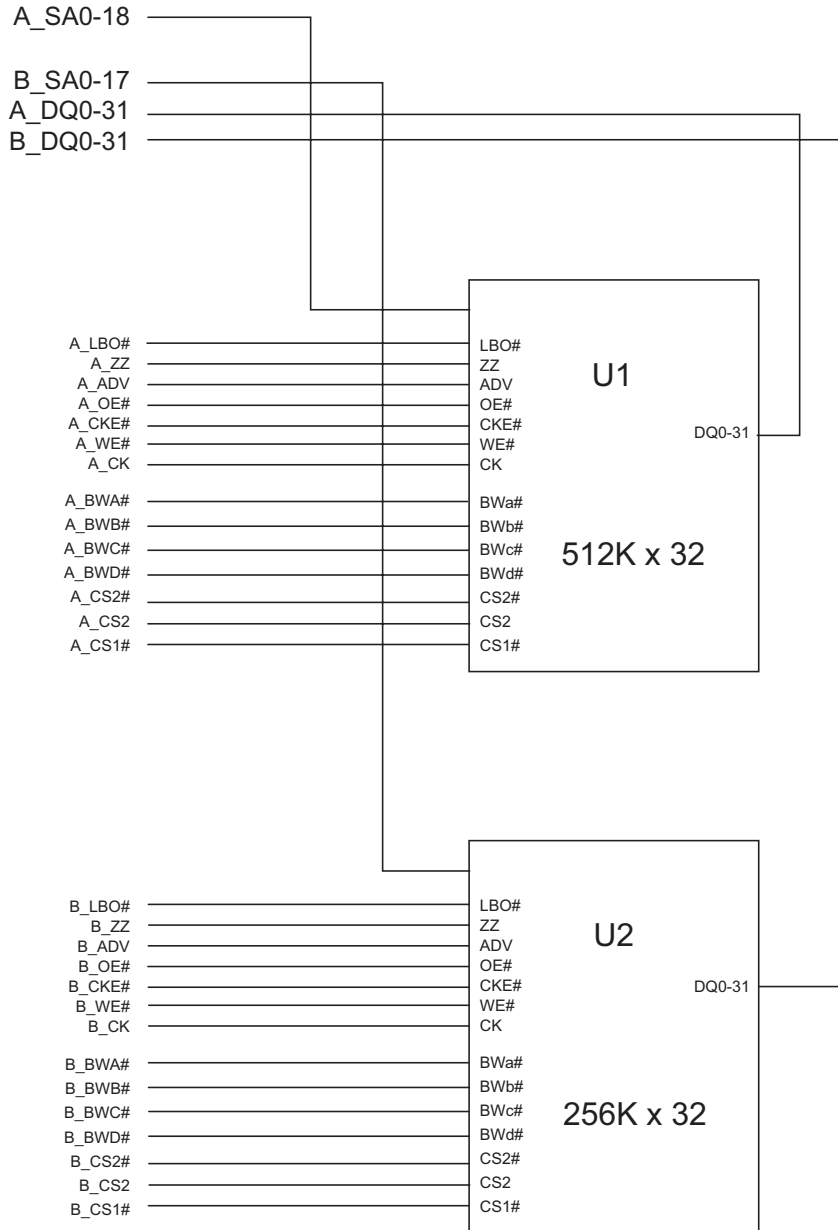 A_SA0-18
B_SA0-17
A_DQ0-31
B_DQ0-31
A_LBO#
A_ZZ
A_ADV
A_OE#
A_CKE#
A_WE#
A_CK
A_BWA#
A_BWB#
A_BWC#
A_BWD#
A_CS2#
A_CS2
A_CS1#
LBO#
ZZ
ADV
OE#
CKE#
WE#
CK
BWa#
BWb#
BWc#
BWd#
CS2#
CS2
CS1#
U1
DQ0-31
512K x 32
B_LBO#
B_ZZ
B_ADV
B_OE#
B_CKE#
B_WE#
B_CK
B_BWA#
B_BWB#
B_BWC#
B_BWD#
B_CS2#
B_CS2
B_CS1#
LBO#
ZZ
ADV
OE#
CKE#
WE#
CK
BWa#
BWb#
BWc#
BWd#
CS2#
CS2
CS1#
U2
DQ0-31
256K x 32